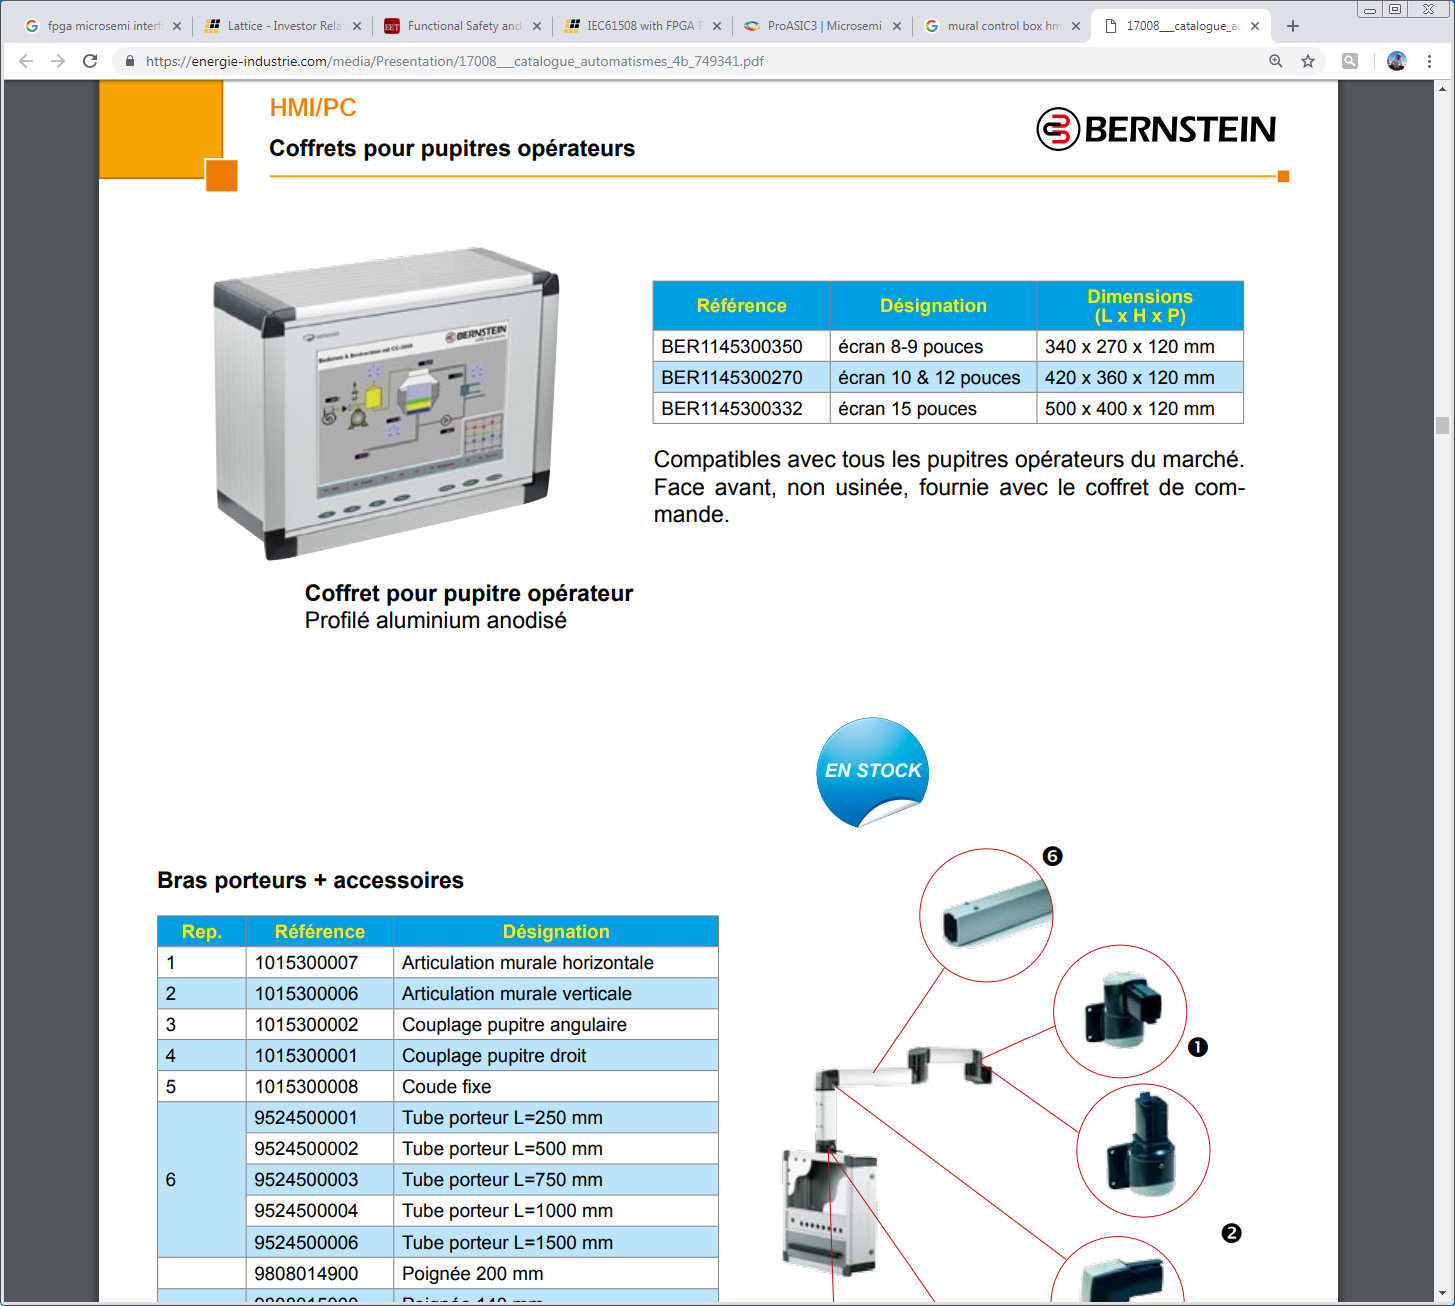 fpga microsemi interf
Lattice - Investor Rela
Functional Safety and
IEC61508 with FPGA F
ProASIC3 | Microsemi
mural control box hm
17008___catalogue_au
https://energie-industrie.com/media/Presentation/17008___catalogue_automatismes_4b_749341.pdf
HMI/PC
Coffrets pour pupitres opérateurs
BERNSTEIN
BERNSTEIN
Référence Désignation Dimensions
(L x H x P)
BER1145300350 écran 8-9 pouces 340 x 270 x 120 mm
BER1145300270 écran 10 & 12 pouces 420 x 360 x 120 mm
BER1145300332 écran 15 pouces 500 x 400 x 120 mm
Compatibles avec tous les pupitres opérateurs du marché.
Face avant, non usinée, fournie avec le coffret de com-
mande.
Coffret pour pupitre opérateur
Profilé aluminium anodisé
EN STOCK
Bras porteurs + accessoires
Rep. Référence Désignation
1 1015300007 Articulation murale horizontale
2 1015300006 Articulation murale verticale
3 1015300002 Couplage pupitre angulaire
4 1015300001 Couplage pupitre droit
5 1015300008 Coude fixe
9524500001 Tube porteur L=250 mm
9524500002 Tube porteur L=500 mm
6 9524500003 Tube porteur L=750 mm
9524500004 Tube porteur L=1000 mm
9524500006 Tube porteur L=1500 mm
9808014900 Poignée 200 mm
6
1
2